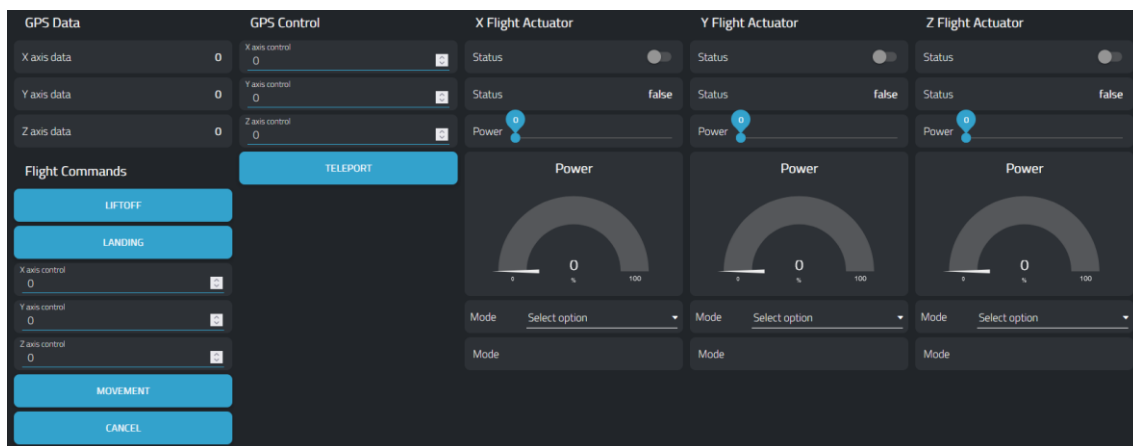 GPS Data
X axis data 0
Y axis data 0
Z axis data 0
Flight Commands
LIFTOFF
LANDING
X axis control
0
Y axis control
0
Z axis control
0
MOVEMENT
CANCEL
GPS Control
X axis control
0
Y axis control
0
Z axis control
0
TELEPORT
X Flight Actuator
Status
Status false
0
Power
Power
0
%
0 100
Mode Select option
Mode
Y Flight Actuator
Status
Status false
0
Power
Power
0
%
0 100
Mode Select option
Mode
Z Flight Actuator
Status
Status false
0
Power
Power
0
%
0 100
Mode Select option
Mode